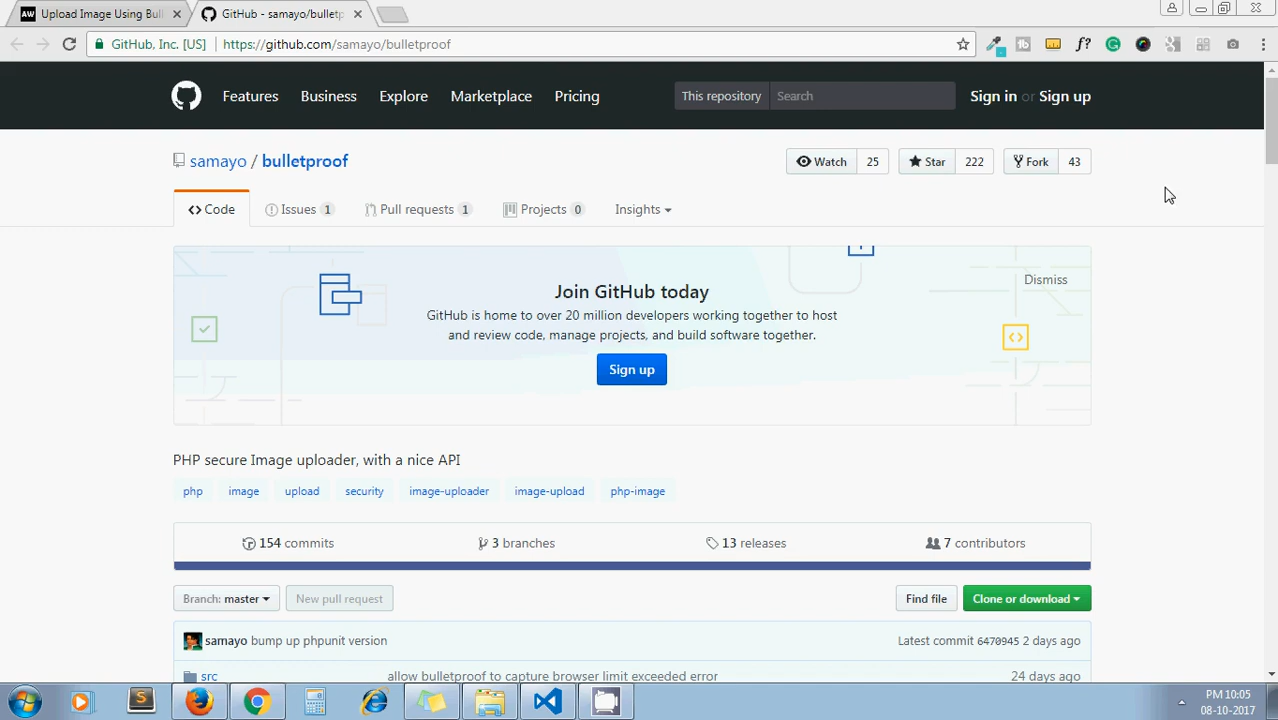 Upload Image Using Bull
GitHub - samayo/bulletp
GitHub, Inc. [US]
https://github.com/samayo/bulletproof
Features
Business
Explore
Marketplace
Pricing
This repository
Search
Sign in or Sign up
samayo / bulletproof
Watch 25
Star 222
Fork 43
Code
Issues 1
Pull requests 1
Projects 0
Insights
Join GitHub today
Dismiss
GitHub is home to over 20 million developers working together to host
and review code, manage projects, and build software together.
Sign up
PHP secure Image uploader, with a nice API
php
image
upload
security
image-uploader
image-upload
php-image
154 commits
3 branches
13 releases
7 contributors
Branch: master
New pull request
Find file
Clone or download
samayo bump up phpunit version
Latest commit 6470945 2 days ago
src
allow bulletproof to capture browser limit exceeded error
24 days ago
PM 10:05
08-10-2017